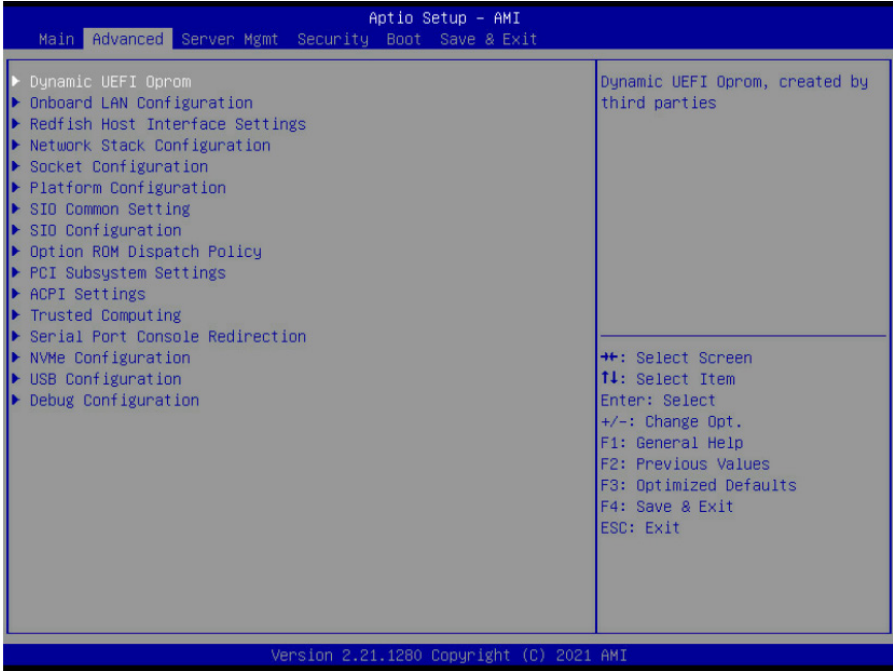 Aptio Setup - AMI
Main Advanced Server Mgmt Security Boot Save & Exit
Dynamic UEFI Oprom
Onboard LAN Configuration
Redfish Host Interface Settings
Network Stack Configuration
Socket Configuration
Platform Configuration
SIO Common Setting
SIO Configuration
Option ROM Dispatch Policy
PCI Subsystem Settings
ACPI Settings
Trusted Computing
Serial Port Console Redirection
NVMe Configuration
USB Configuration
Debug Configuration
Dynamic UEFI Oprom, created by
third parties
→←: Select Screen
↑↓: Select Item
Enter: Select
+/-: Change Opt.
F1: General Help
F2: Previous Values
F3: Optimized Defaults
F4: Save & Exit
ESC: Exit
Version 2.21.1280 Copyright (C) 2021 AMI